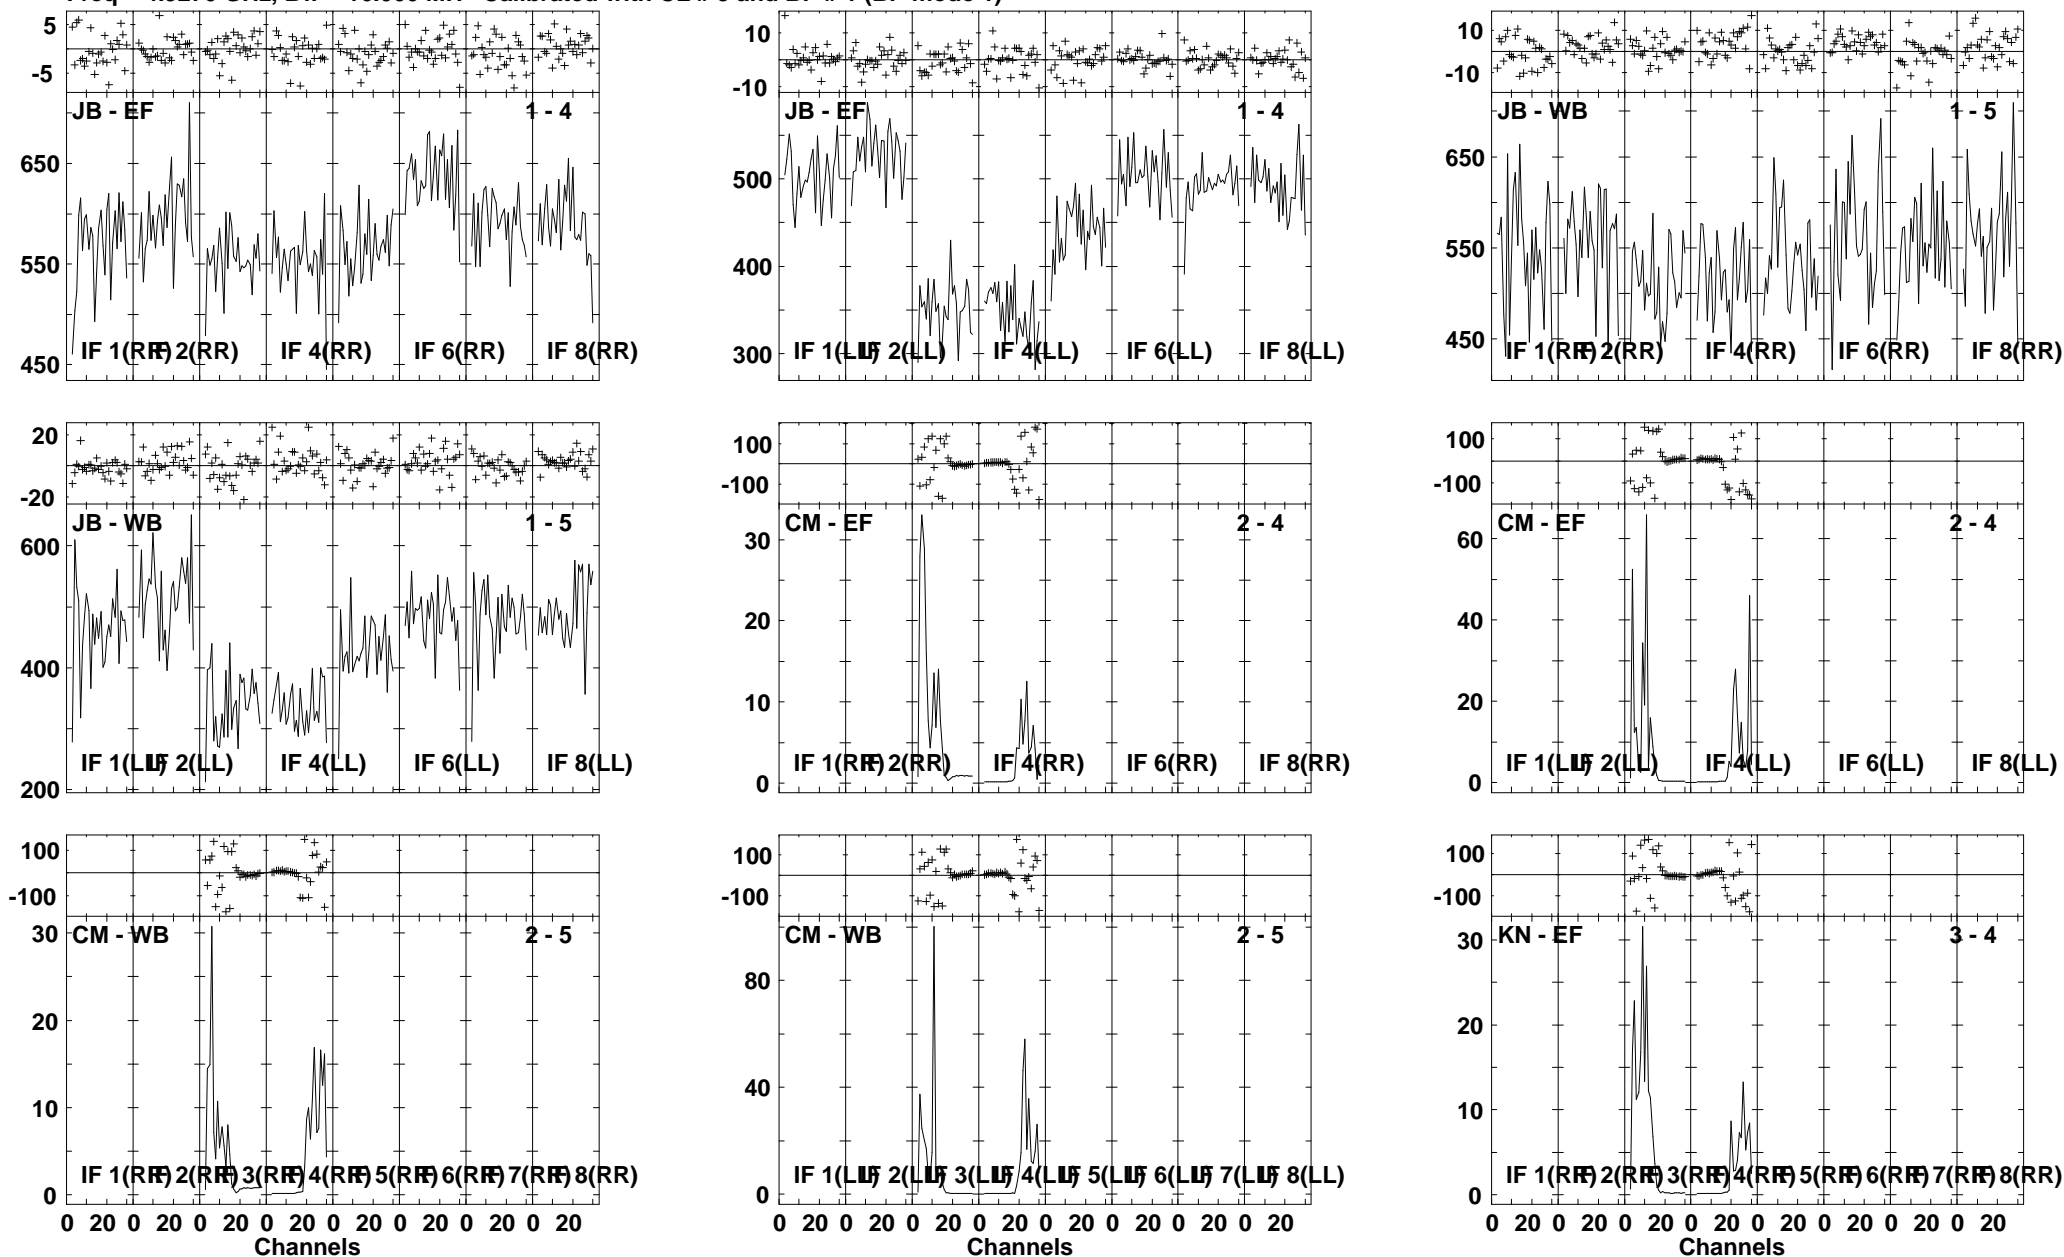 5
-5
JB - EF 1 - 4
650
550
450
IF 1(RR) IF 2(RR) IF 4(RR) IF 6(RR) IF 8(RR)
10
-10
JB - EF 1 - 4
500
400
300
IF 1(LL) IF 2(LL) IF 4(LL) IF 6(LL) IF 8(LL)
10
-10
JB - WB 1 - 5
650
550
450
IF 1(RR) IF 2(RR) IF 4(RR) IF 6(RR) IF 8(RR)
20
-20
JB - WB 1 - 5
600
400
200
IF 1(LL) IF 2(LL) IF 4(LL) IF 6(LL) IF 8(LL)
100
-100
CM - EF 2 - 4
30
20
10
0
IF 1(RR) IF 2(RR) IF 4(RR) IF 6(RR) IF 8(RR)
100
-100
CM - EF 2 - 4
60
40
20
0
IF 1(LL) IF 2(LL) IF 4(LL) IF 6(LL) IF 8(LL)
100
-100
CM - WB 2 - 5
30
20
10
0
IF 1(RR) IF 2(RR) IF 3(RR) IF 4(RR) IF 5(RR) IF 6(RR) IF 7(RR) IF 8(RR)
0 20 0 20 0 20 0 20 0 20 0 20 0 20 0 20
Channels
100
-100
CM - WB 2 - 5
80
40
0
IF 1(LL) IF 2(LL) IF 3(LL) IF 4(LL) IF 5(LL) IF 6(LL) IF 7(LL) IF 8(LL)
0 20 0 20 0 20 0 20 0 20 0 20 0 20 0 20
Channels
100
-100
KN - EF 3 - 4
30
20
10
0
IF 1(RR) IF 2(RR) IF 3(RR) IF 4(RR) IF 5(RR) IF 6(RR) IF 7(RR) IF 8(RR)
0 20 0 20 0 20 0 20 0 20 0 20 0 20 0 20
Channels